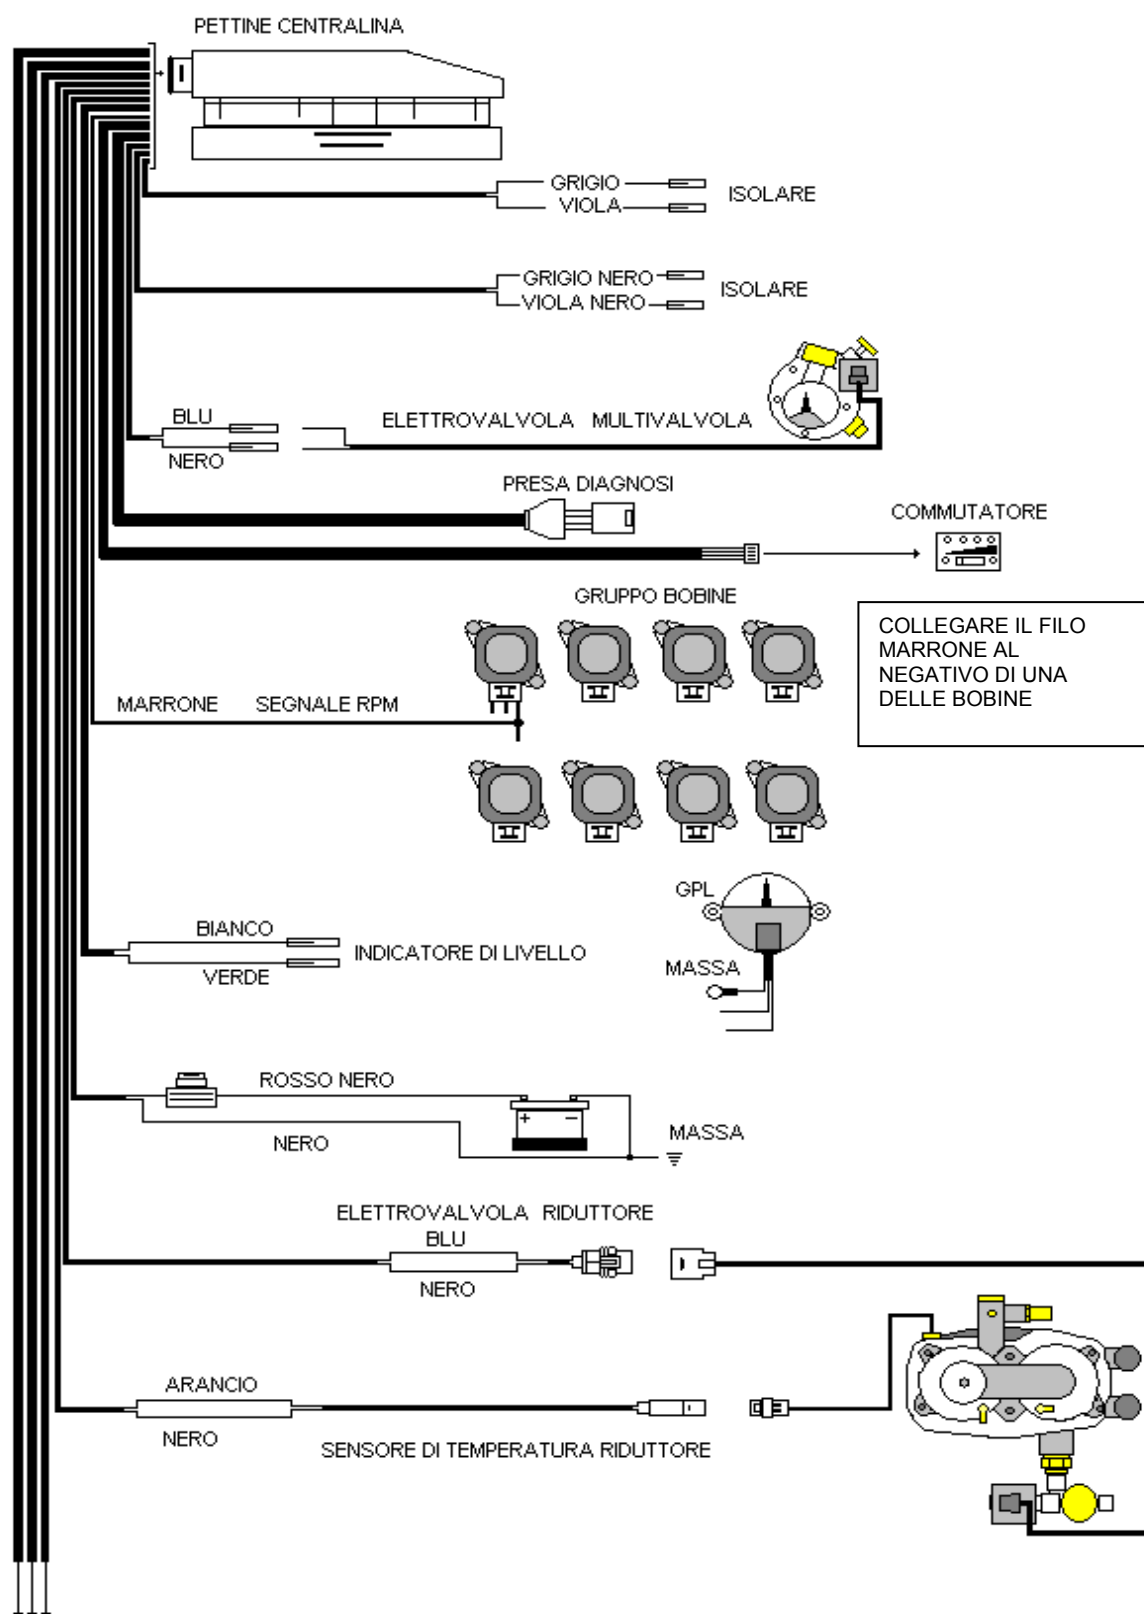 PETTINE CENTRALINA
GRIGIO
VIOLA
ISOLARE
GRIGIO NERO
VIOLA NERO
ISOLARE
BLU
NERO
ELETTROVALVOLA MULTIVALVOLA
PRESA DIAGNOSI
COMMUTATORE
GRUPPO BOBINE
COLLEGARE IL FILO
MARRONE AL
NEGATIVO DI UNA
DELLE BOBINE
MARRONE SEGNALE RPM
GPL
BIANCO
VERDE
INDICATORE DI LIVELLO
MASSA
ROSSO NERO
+ −
NERO
MASSA
ELETTROVALVOLA RIDUTTORE
BLU
NERO
ARANCIO
NERO
SENSORE DI TEMPERATURA RIDUTTORE